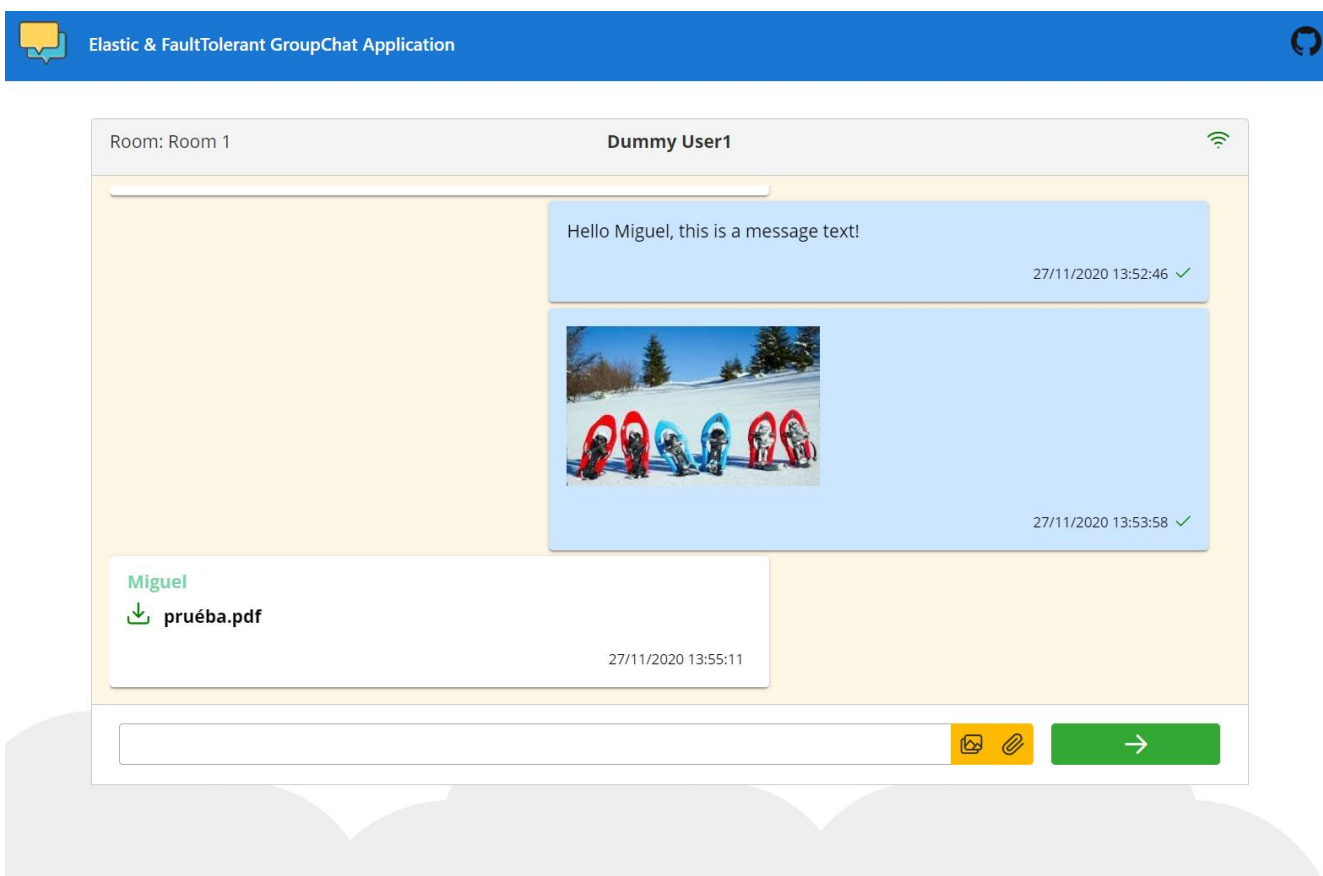 Elastic & FaultTolerant GroupChat Application
Room: Room 1
Dummy User1
Hello Miguel, this is a message text!
27/11/2020 13:52:46
27/11/2020 13:53:58
Miguel
pruéba.pdf
27/11/2020 13:55:11